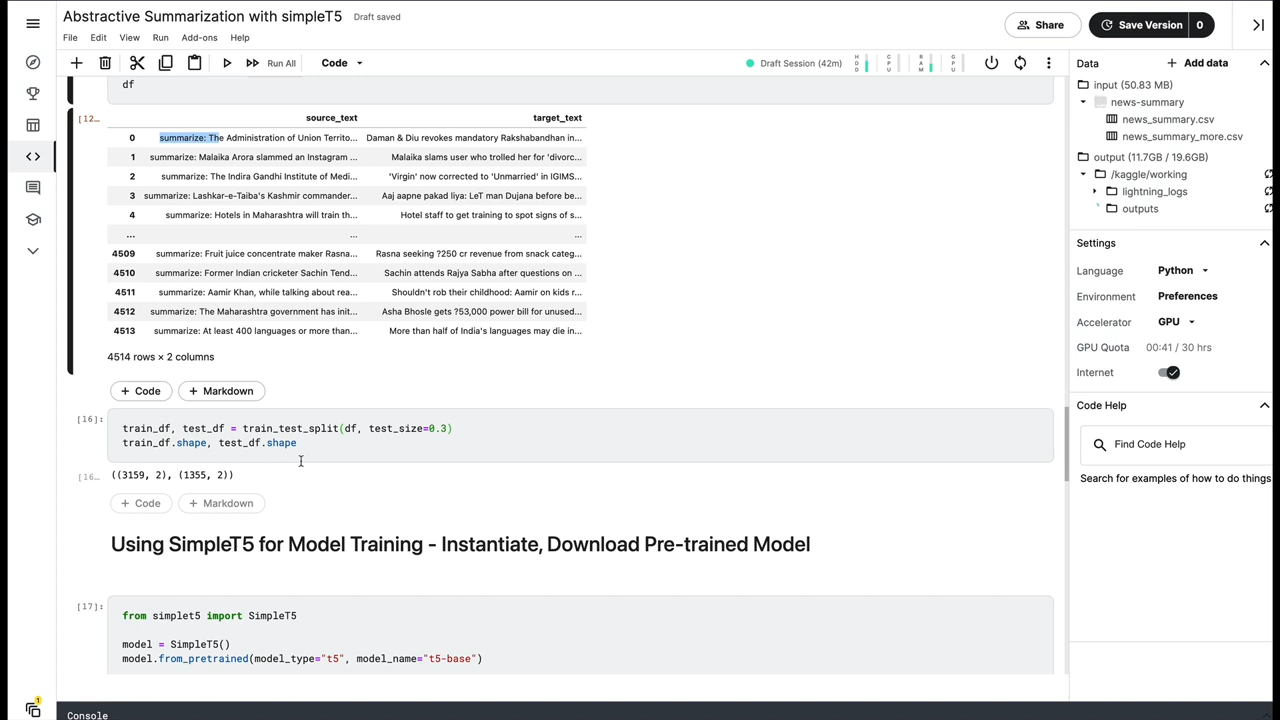 Abstractive Summarization with simpleT5 Draft saved
Share
Save Version 0
File Edit View Run Add-ons Help
Run All Code
Draft Session (42m)
HDD
CPU
RAM
GPU
df
[12...
source_text target_text
0 summarize: The Administration of Union Territo... Daman & Diu revokes mandatory Rakshabandhan in...
1 summarize: Malaika Arora slammed an Instagram ... Malaika slams user who trolled her for 'divorc...
2 summarize: The Indira Gandhi Institute of Medi... 'Virgin' now corrected to 'Unmarried' in IGIMS...
3 summarize: Lashkar-e-Taiba's Kashmir commander... Aaj aapne pakad liya: LeT man Dujana before be...
4 summarize: Hotels in Maharashtra will train th... Hotel staff to get training to spot signs of s...
... ... ...
4509 summarize: Fruit juice concentrate maker Rasna... Rasna seeking ?250 cr revenue from snack categ...
4510 summarize: Former Indian cricketer Sachin Tend... Sachin attends Rajya Sabha after questions on ...
4511 summarize: Aamir Khan, while talking about rea... Shouldn't rob their childhood: Aamir on kids r...
4512 summarize: The Maharashtra government has init... Asha Bhosle gets ?53,000 power bill for unused...
4513 summarize: At least 400 languages or more than... More than half of India's languages may die in...
4514 rows × 2 columns
+ Code + Markdown
[16]:
train_df, test_df = train_test_split(df, test_size=0.3)
train_df.shape, test_df.shape
[16...
((3159, 2), (1355, 2))
+ Code + Markdown
Using SimpleT5 for Model Training - Instantiate, Download Pre-trained Model
[17]:
from simplet5 import SimpleT5
model = SimpleT5()
model.from_pretrained(model_type="t5", model_name="t5-base")
Console
1
Data
+ Add data
input (50.83 MB)
news-summary
news_summary.csv
news_summary_more.csv
output (11.7GB / 19.6GB)
/kaggle/working
lightning_logs
outputs
Settings
Language Python
Environment Preferences
Accelerator GPU
GPU Quota 00:41 / 30 hrs
Internet
Code Help
Find Code Help
Search for examples of how to do things